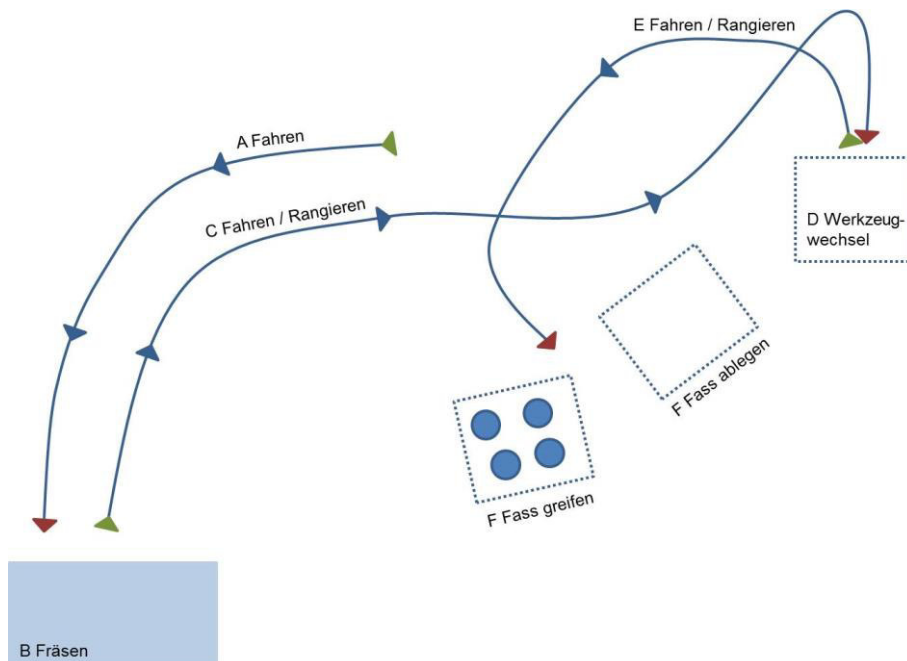 E Fahren / Rangieren
A Fahren
C Fahren / Rangieren
D Werkzeug-
wechsel
F Fass ablegen
F Fass greifen
B Fräsen